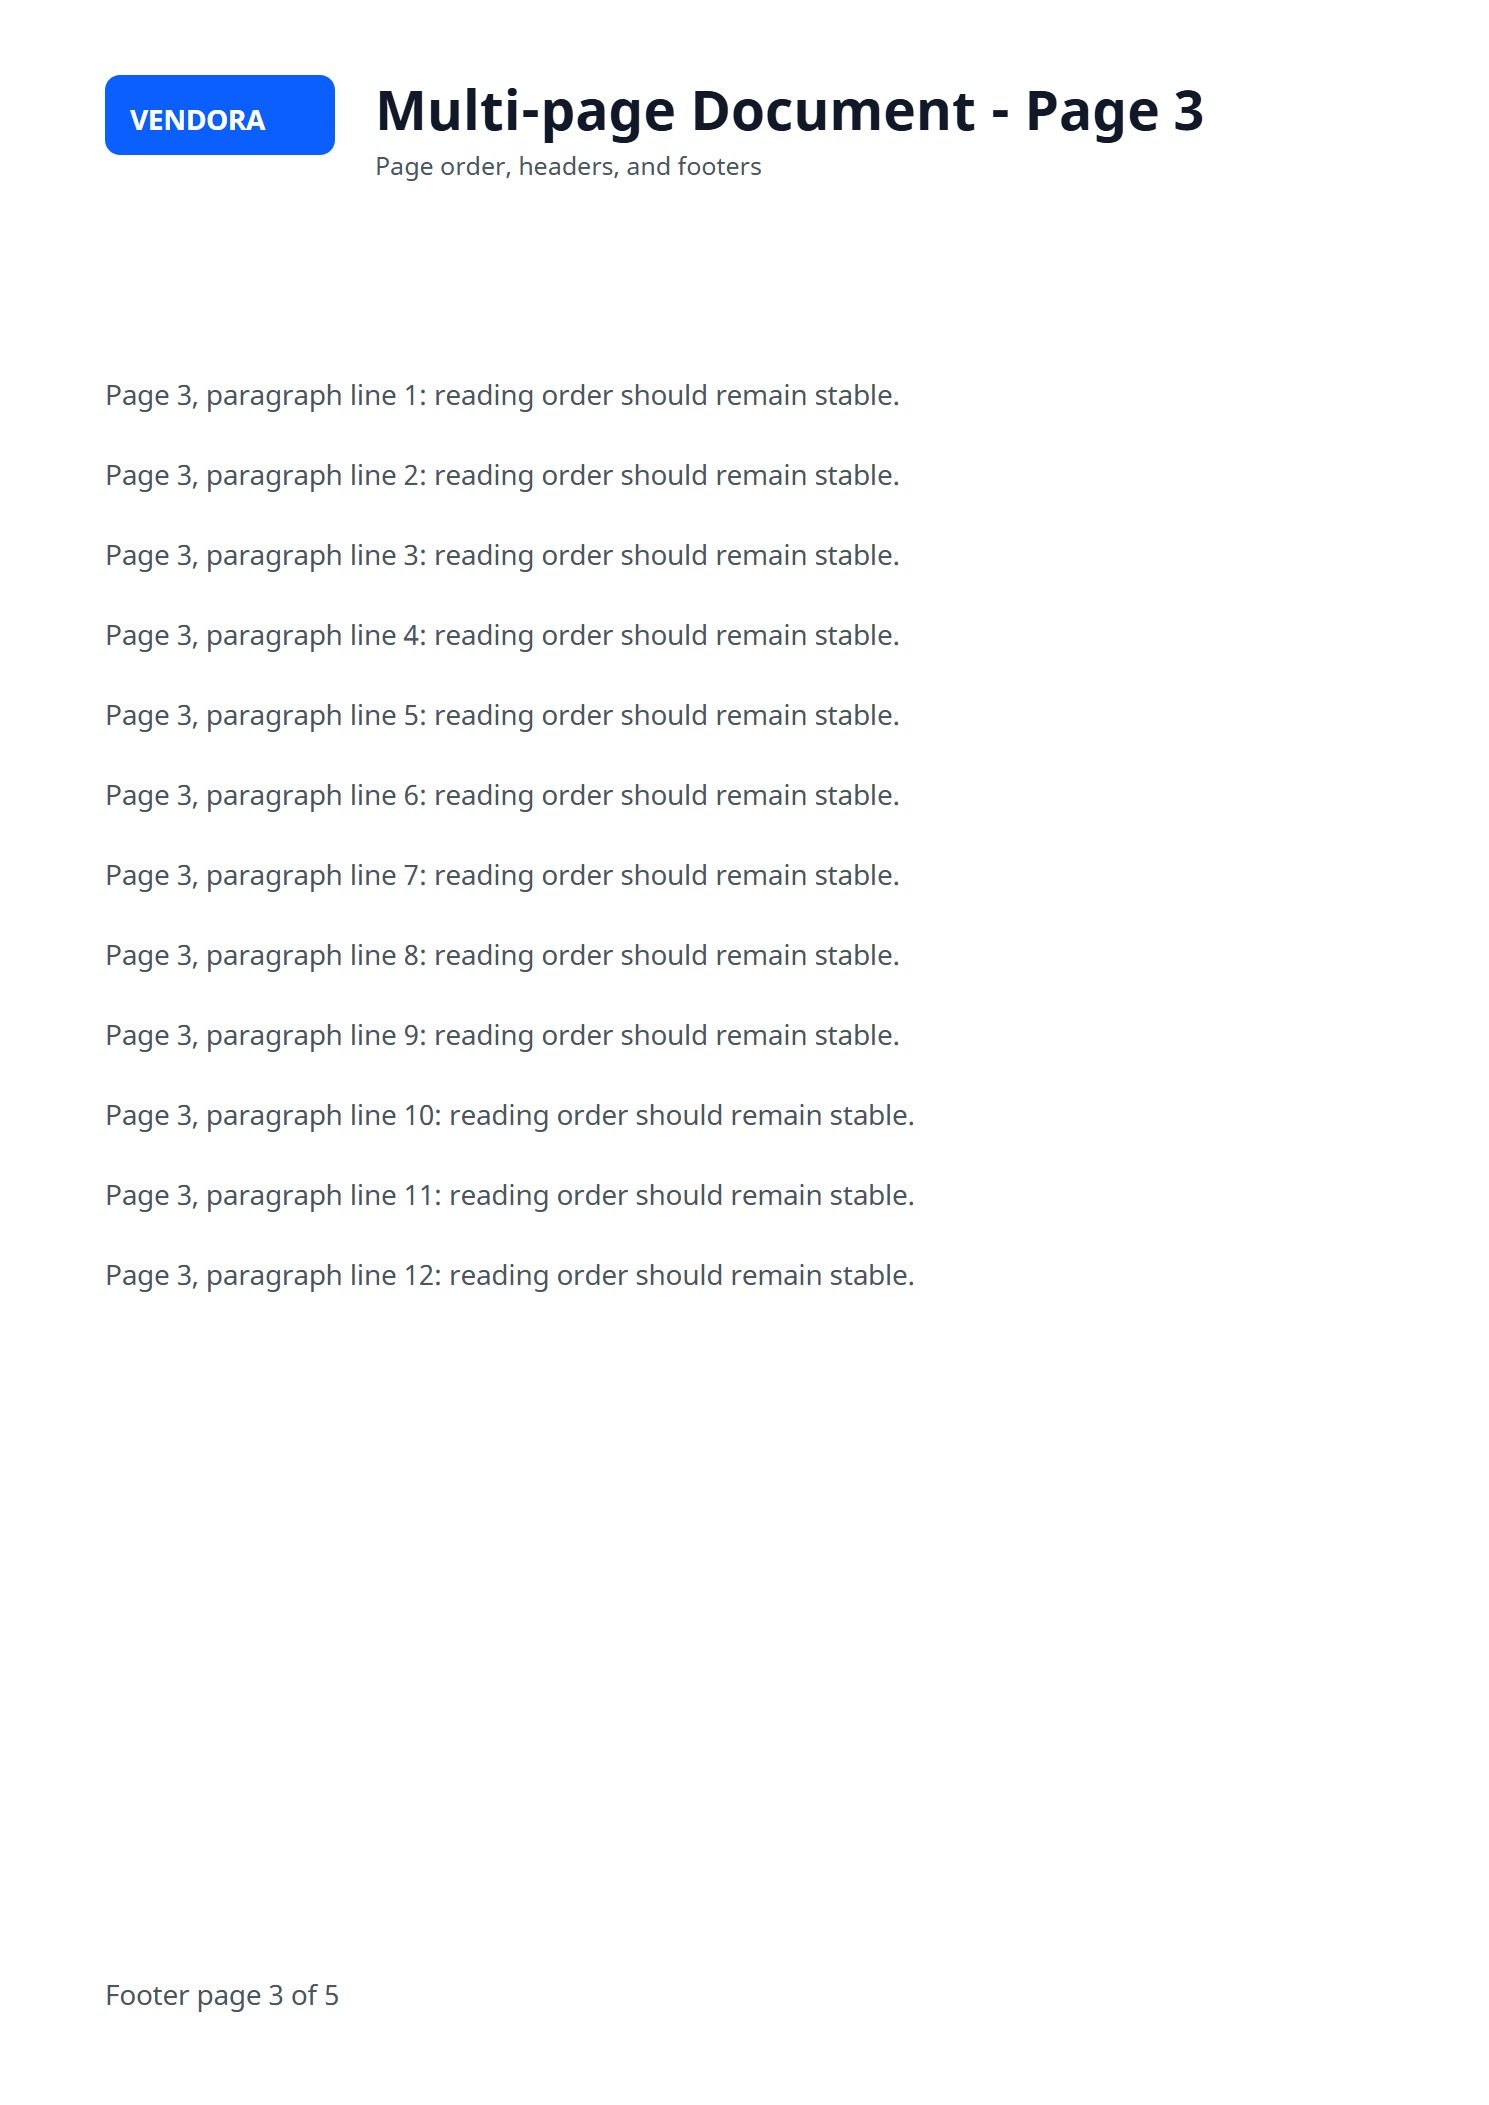 VENDORA
Multi-page Document - Page 3
Page order, headers, and footers
Page 3, paragraph line 1: reading order should remain stable.
Page 3, paragraph line 2: reading order should remain stable.
Page 3, paragraph line 3: reading order should remain stable.
Page 3, paragraph line 4: reading order should remain stable.
Page 3, paragraph line 5: reading order should remain stable.
Page 3, paragraph line 6: reading order should remain stable.
Page 3, paragraph line 7: reading order should remain stable.
Page 3, paragraph line 8: reading order should remain stable.
Page 3, paragraph line 9: reading order should remain stable.
Page 3, paragraph line 10: reading order should remain stable.
Page 3, paragraph line 11: reading order should remain stable.
Page 3, paragraph line 12: reading order should remain stable.
Footer page 3 of 5